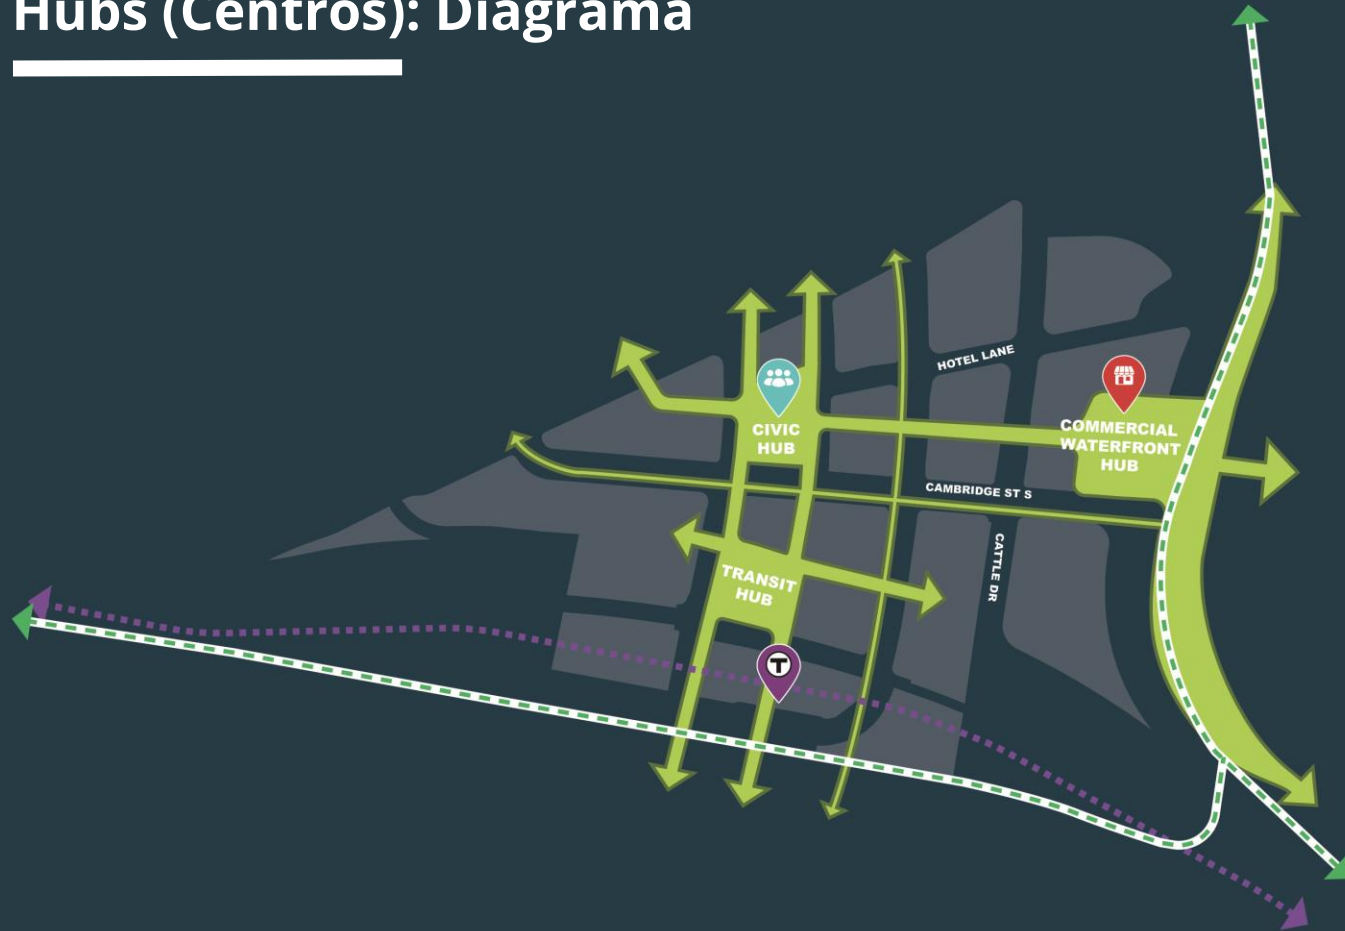 Hubs (Centros): Diagrama
HOTEL LANE
CIVIC
HUB
COMMERCIAL
WATERFRONT
HUB
CAMBRIDGE ST S
CATTLE DR
TRANSIT
HUB
T